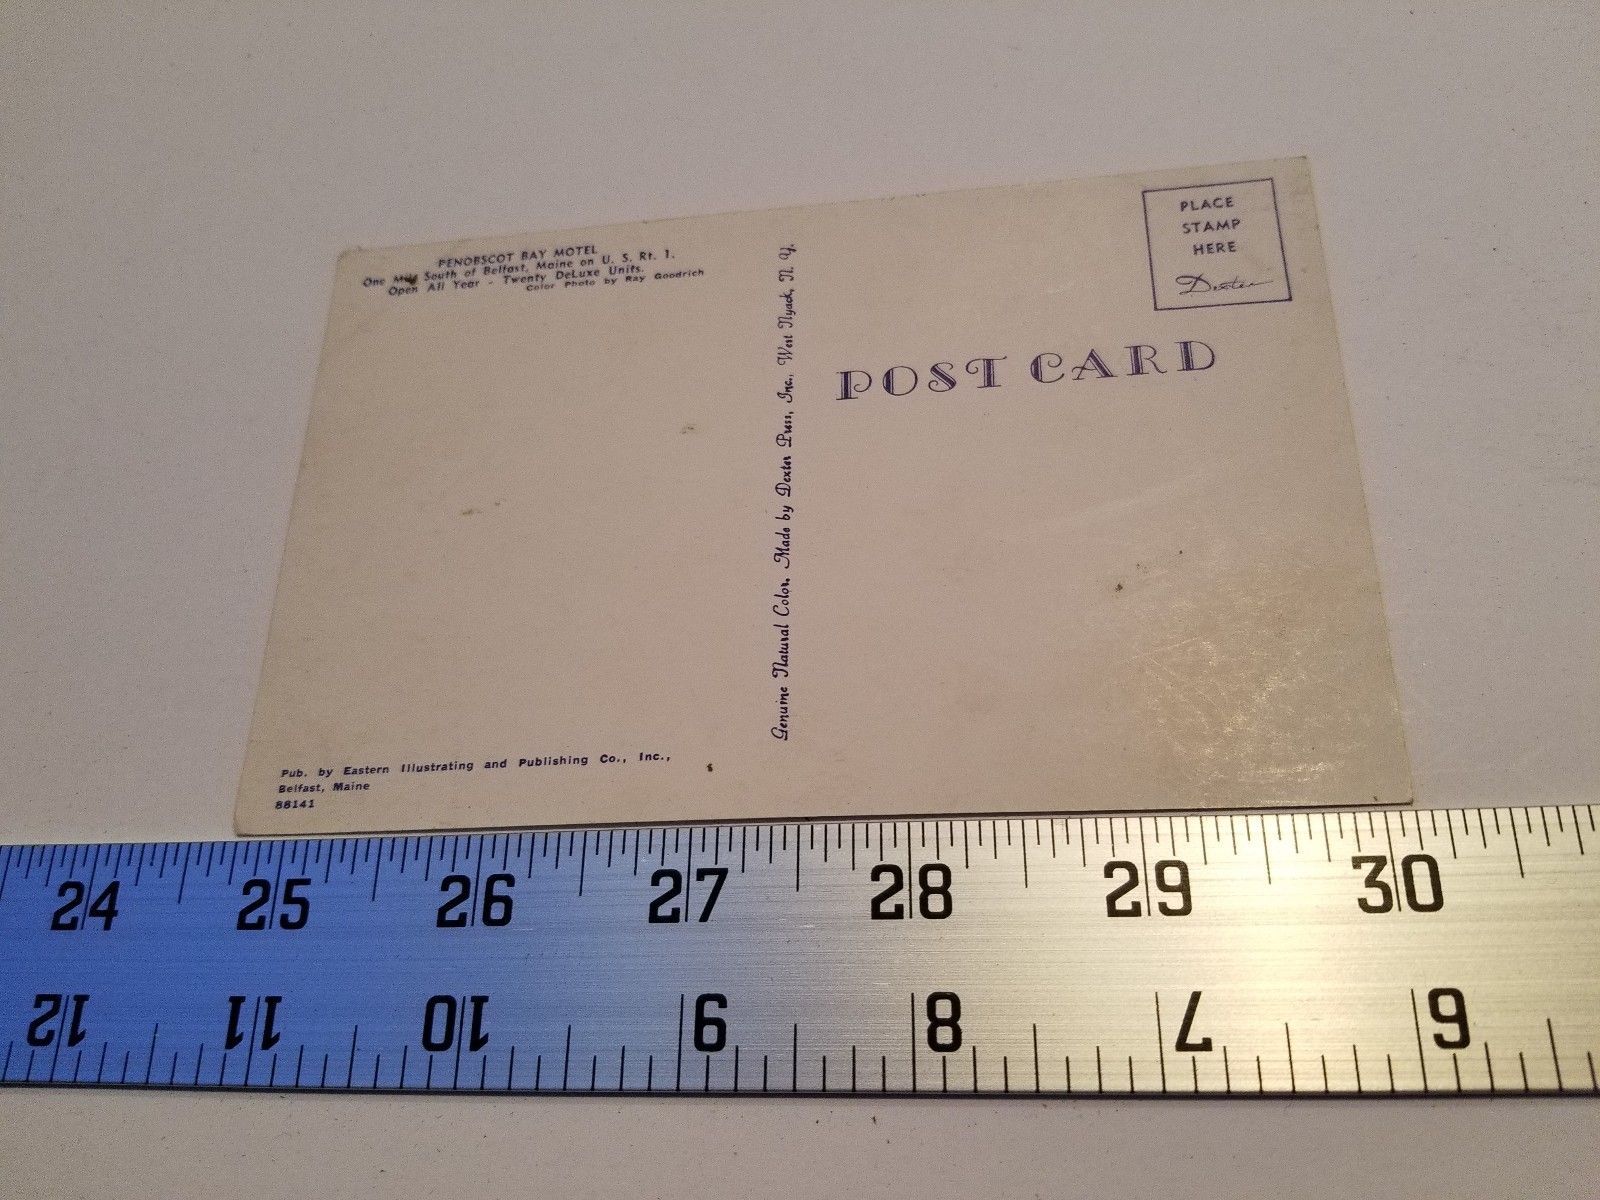 PENOBSCOT BAY MOTEL
One Mile South of Belfast, Maine on U. S. Rt. 1.
Open All Year - Twenty DeLuxe Units.
Color Photo by Ray Goodrich
Pub. by Eastern Illustrating and Publishing Co., Inc.,
Belfast, Maine
88141
Genuine Natural Color. Made by Dexter Press, Inc., West Nyack, N. Y.
PLACE
STAMP
HERE
Dexter
POST CARD
24 25 26 27 28 29 30
12 11 10 9 8 7 6